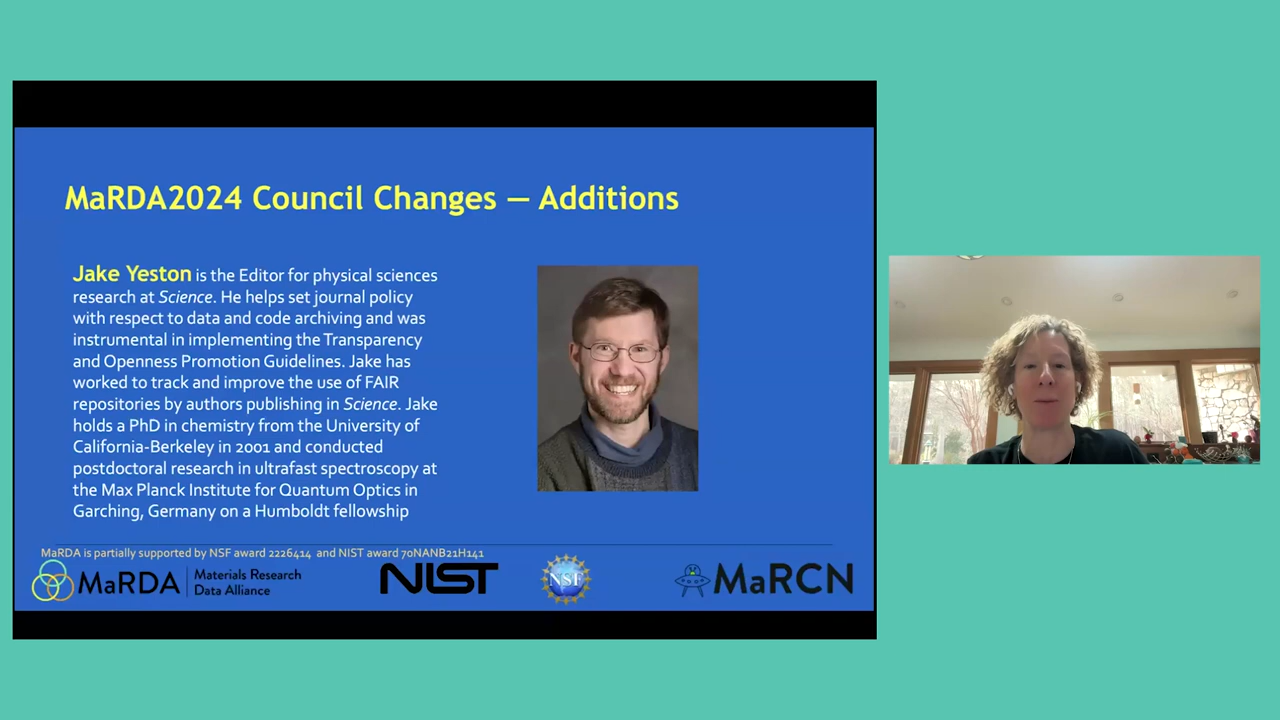 MaRDA2024 Council Changes — Additions
Jake Yeston is the Editor for physical sciences
research at Science. He helps set journal policy
with respect to data and code archiving and was
instrumental in implementing the Transparency
and Openness Promotion Guidelines. Jake has
worked to track and improve the use of FAIR
repositories by authors publishing in Science. Jake
holds a PhD in chemistry from the University of
California-Berkeley in 2001 and conducted
postdoctoral research in ultrafast spectroscopy at
the Max Planck Institute for Quantum Optics in
Garching, Germany on a Humboldt fellowship
MaRDA is partially supported by NSF award 2226414 and NIST award 70NANB21H141
MaRDA
Materials Research
Data Alliance
NIST
NSF
MaRCN